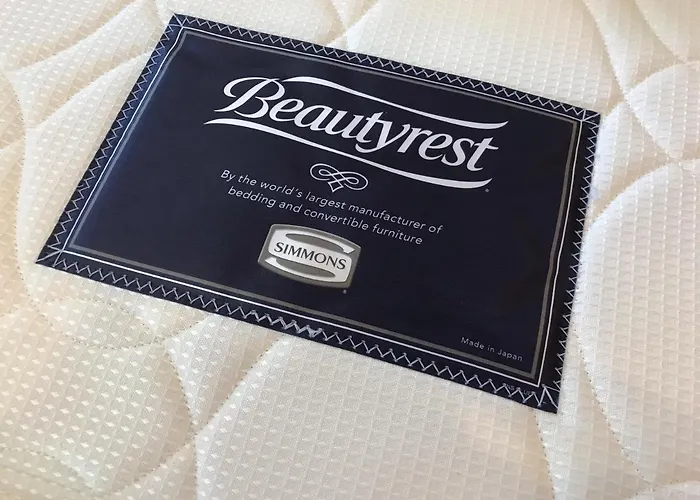 Beautyrest
By the world's largest manufacturer of
bedding and convertible furniture
SIMMONS
Made in Japan